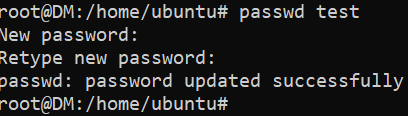 root@DM:/home/ubuntu# passwd test
New password:
Retype new password:
passwd: password updated successfully
root@DM:/home/ubuntu#